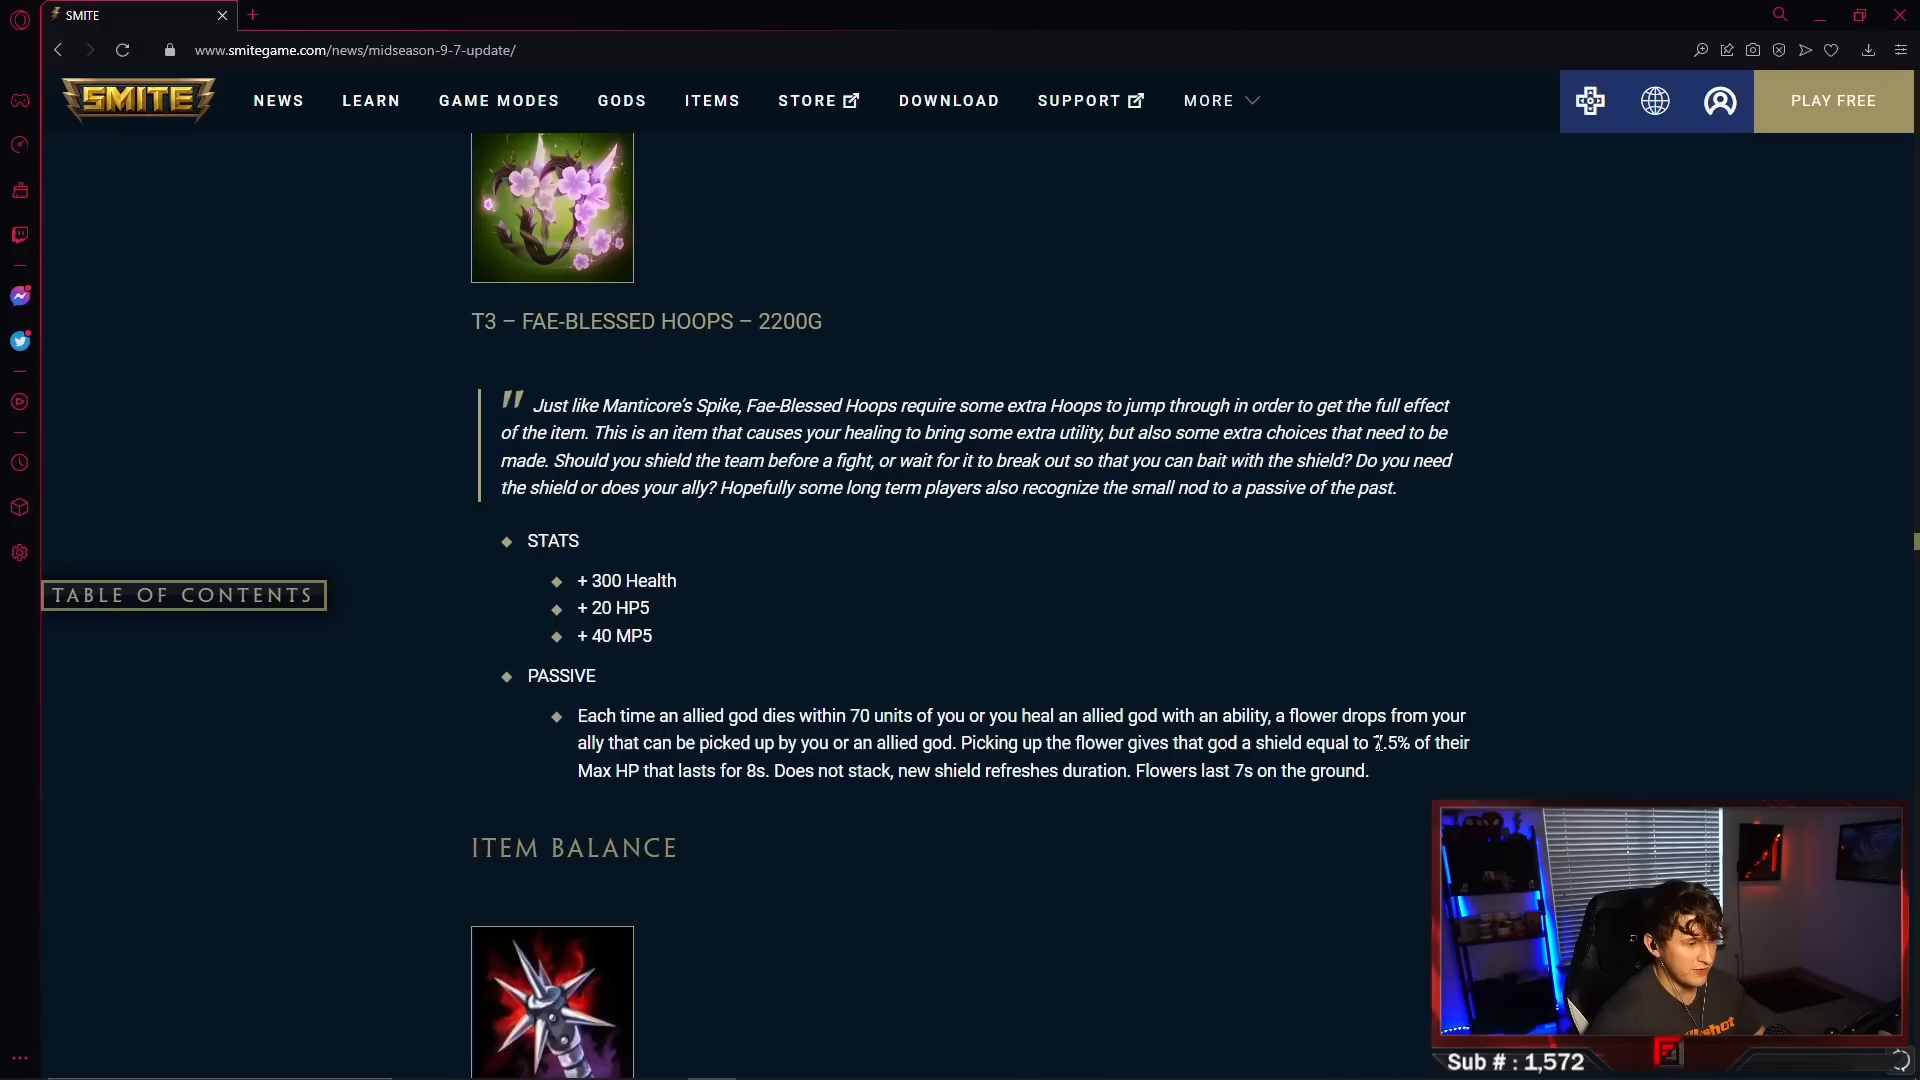 SMITE
www.smitegame.com/news/midseason-9-7-update/
SMITE
NEWS
LEARN
GAME MODES
GODS
ITEMS
STORE
DOWNLOAD
SUPPORT
MORE
PLAY FREE
T3 – FAE-BLESSED HOOPS – 2200G
" Just like Manticore's Spike, Fae-Blessed Hoops require some extra Hoops to jump through in order to get the full effect
of the item. This is an item that causes your healing to bring some extra utility, but also some extra choices that need to be
made. Should you shield the team before a fight, or wait for it to break out so that you can bait with the shield? Do you need
the shield or does your ally? Hopefully some long term players also recognize the small nod to a passive of the past.
STATS
+ 300 Health
+ 20 HP5
+ 40 MP5
TABLE OF CONTENTS
PASSIVE
Each time an allied god dies within 70 units of you or you heal an allied god with an ability, a flower drops from your
ally that can be picked up by you or an allied god. Picking up the flower gives that god a shield equal to 7.5% of their
Max HP that lasts for 8s. Does not stack, new shield refreshes duration. Flowers last 7s on the ground.
ITEM BALANCE
Sub # : 1,572